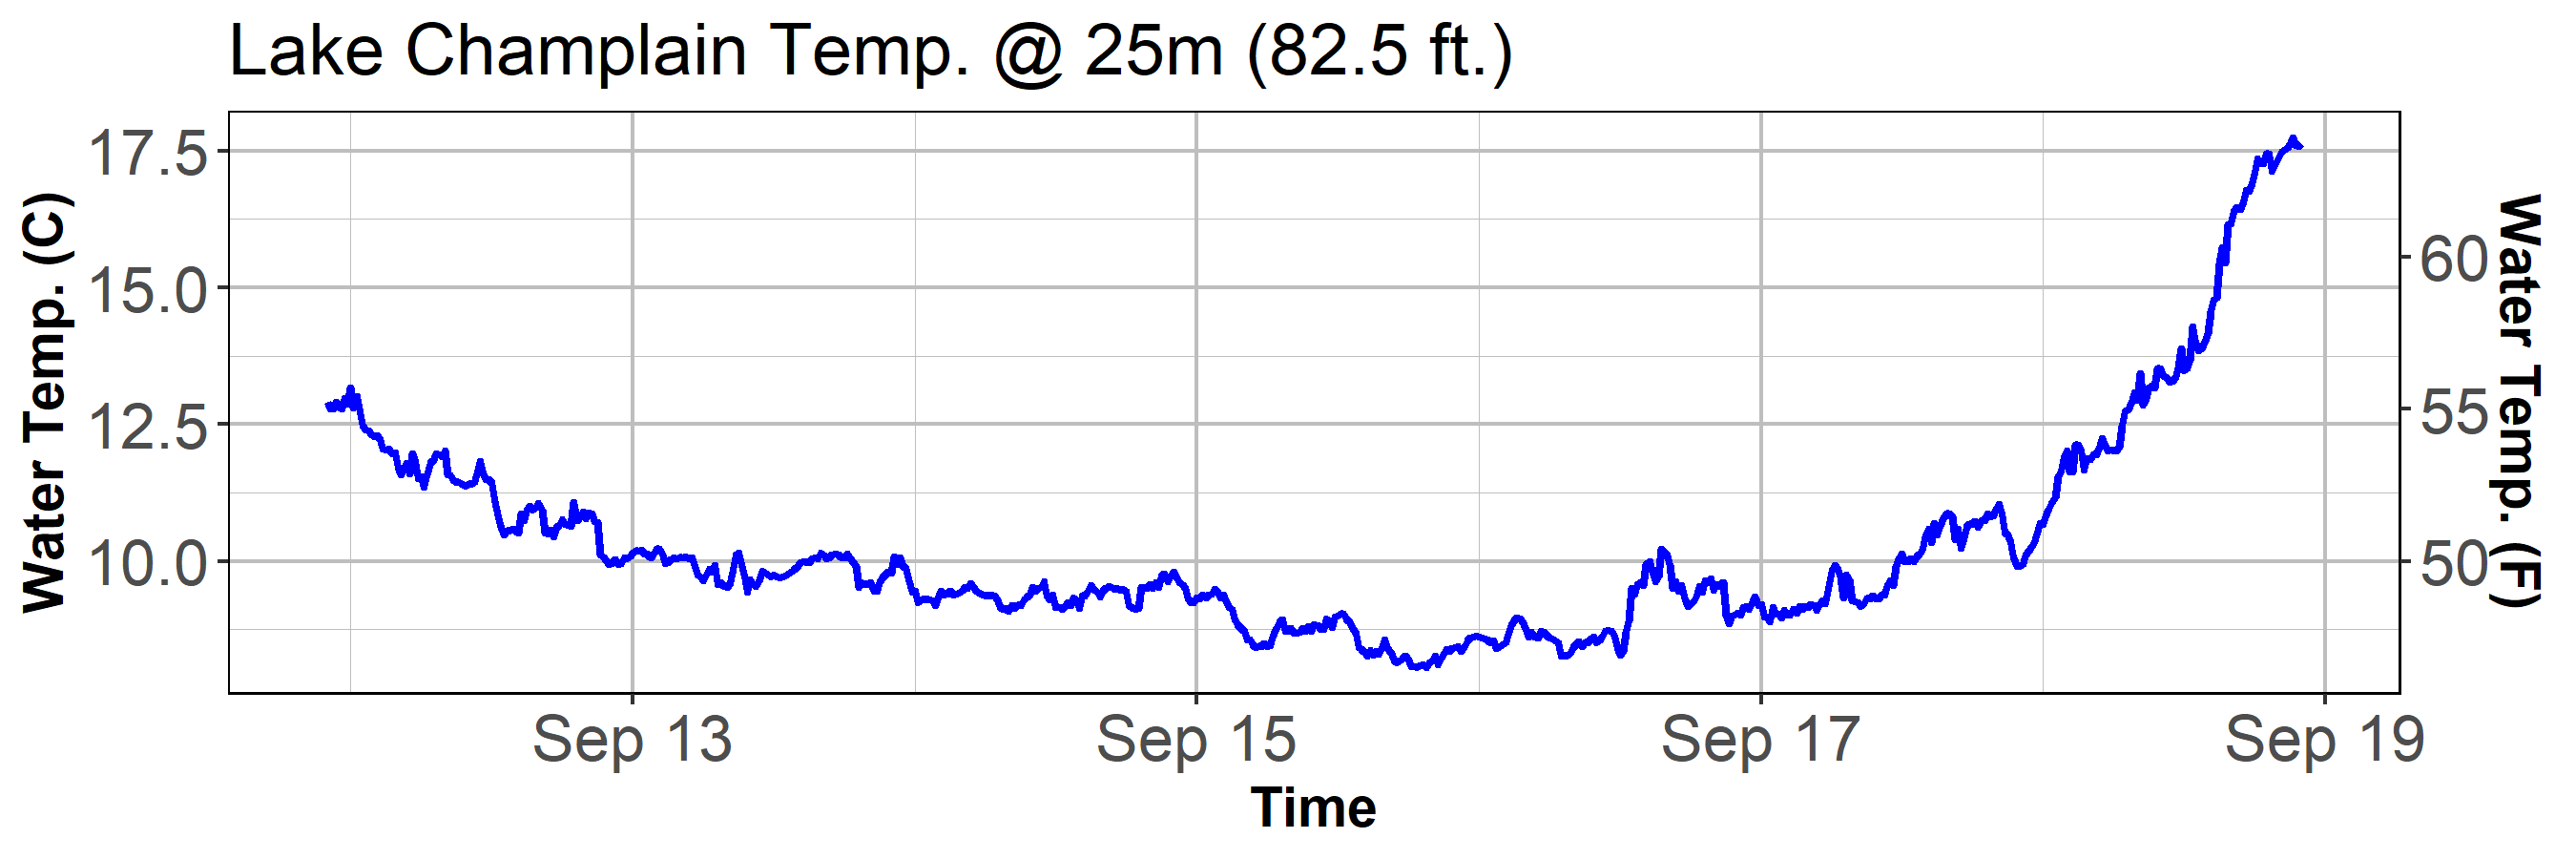 Lake Champlain Temp. @ 25m (82.5 ft.)
Water Temp. (C)
17.5
15.0
12.5
10.0
60
55
50
Water Temp. (F)
Sep 13
Sep 15
Sep 17
Sep 19
Time